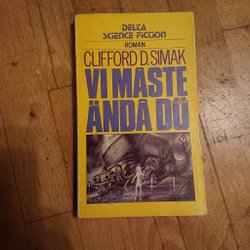 DELTA
SCIENCE FICTION
ROMAN
CLIFFORD D. SIMAK
VI MÅSTE
ÄNDÅ DÖ